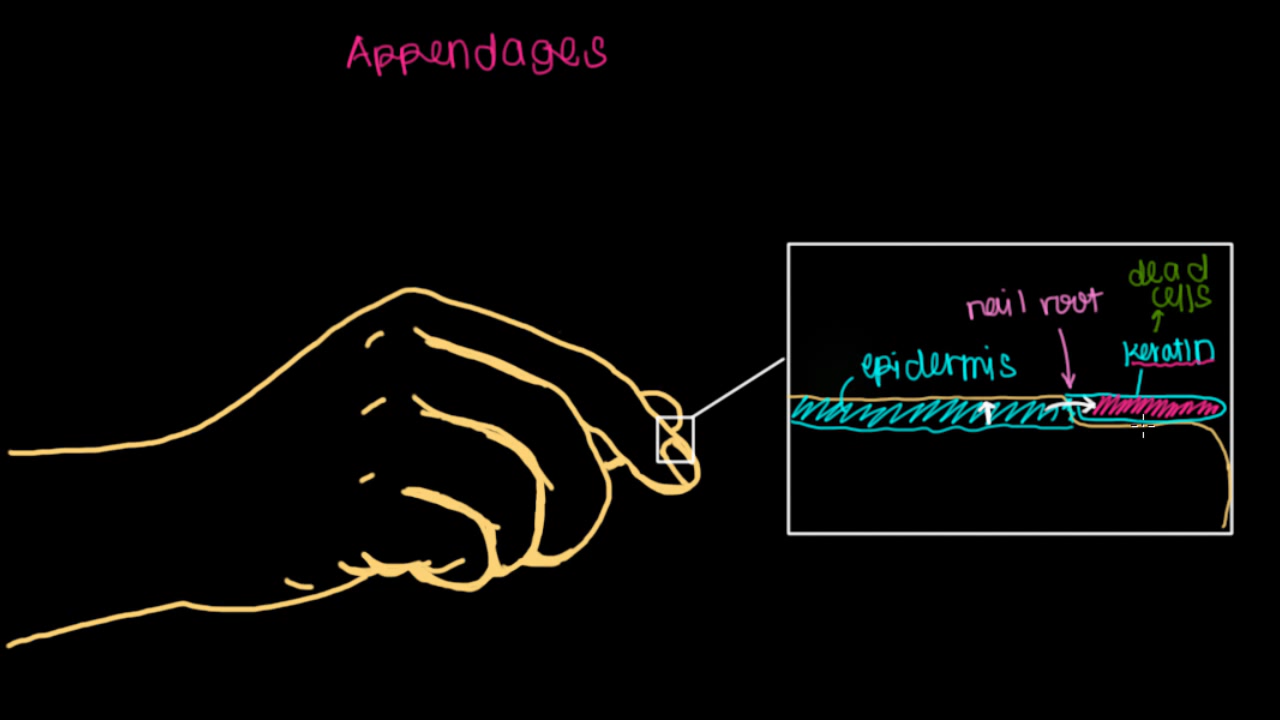 Appendages
dead
cells
nail root
keratin
epidermis